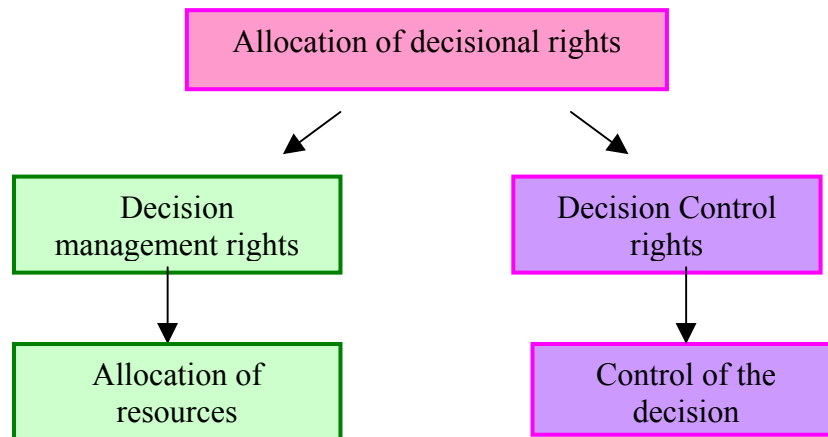 Allocation of decisional rights
Decision
management rights
Decision Control
rights
Allocation of
resources
Control of the
decision